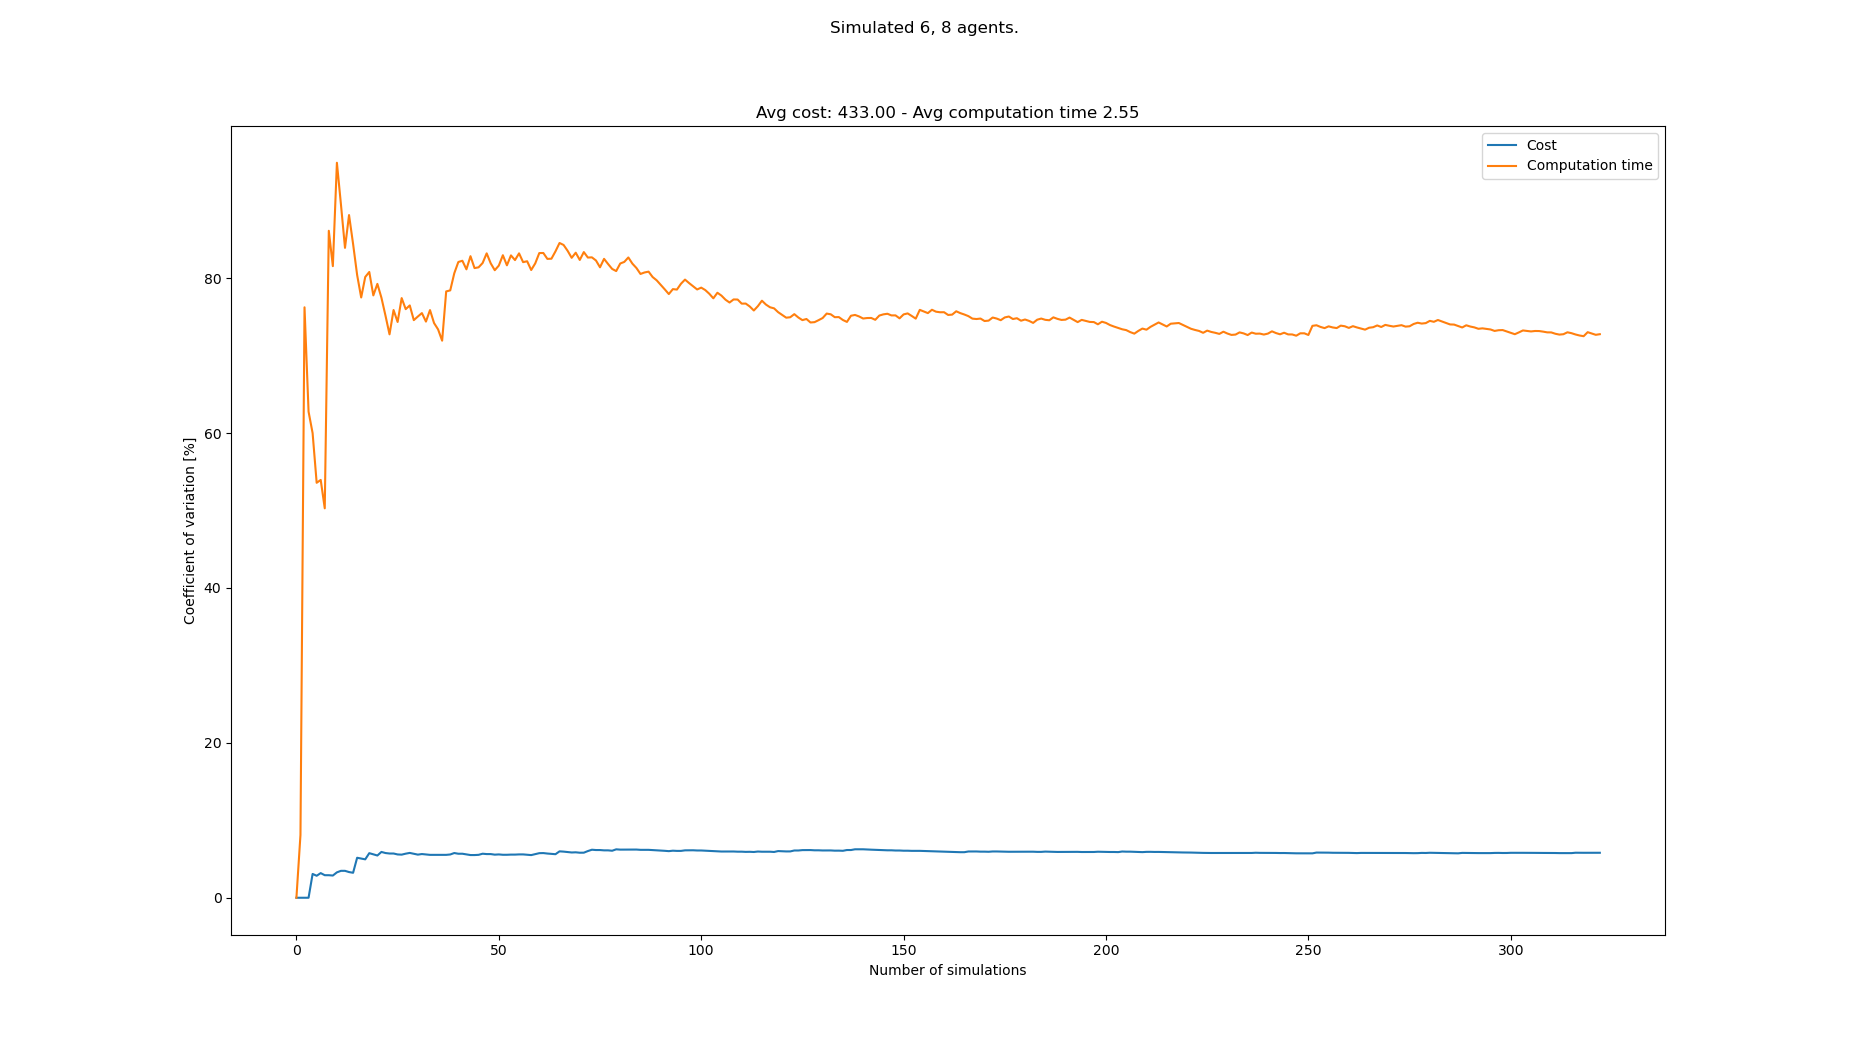 Simulated 6, 8 agents.
Avg cost: 433.00 - Avg computation time 2.55
Cost
Computation time
Coefficient of variation [%]
80
60
40
20
0
0 50 100 150 200 250 300
Number of simulations